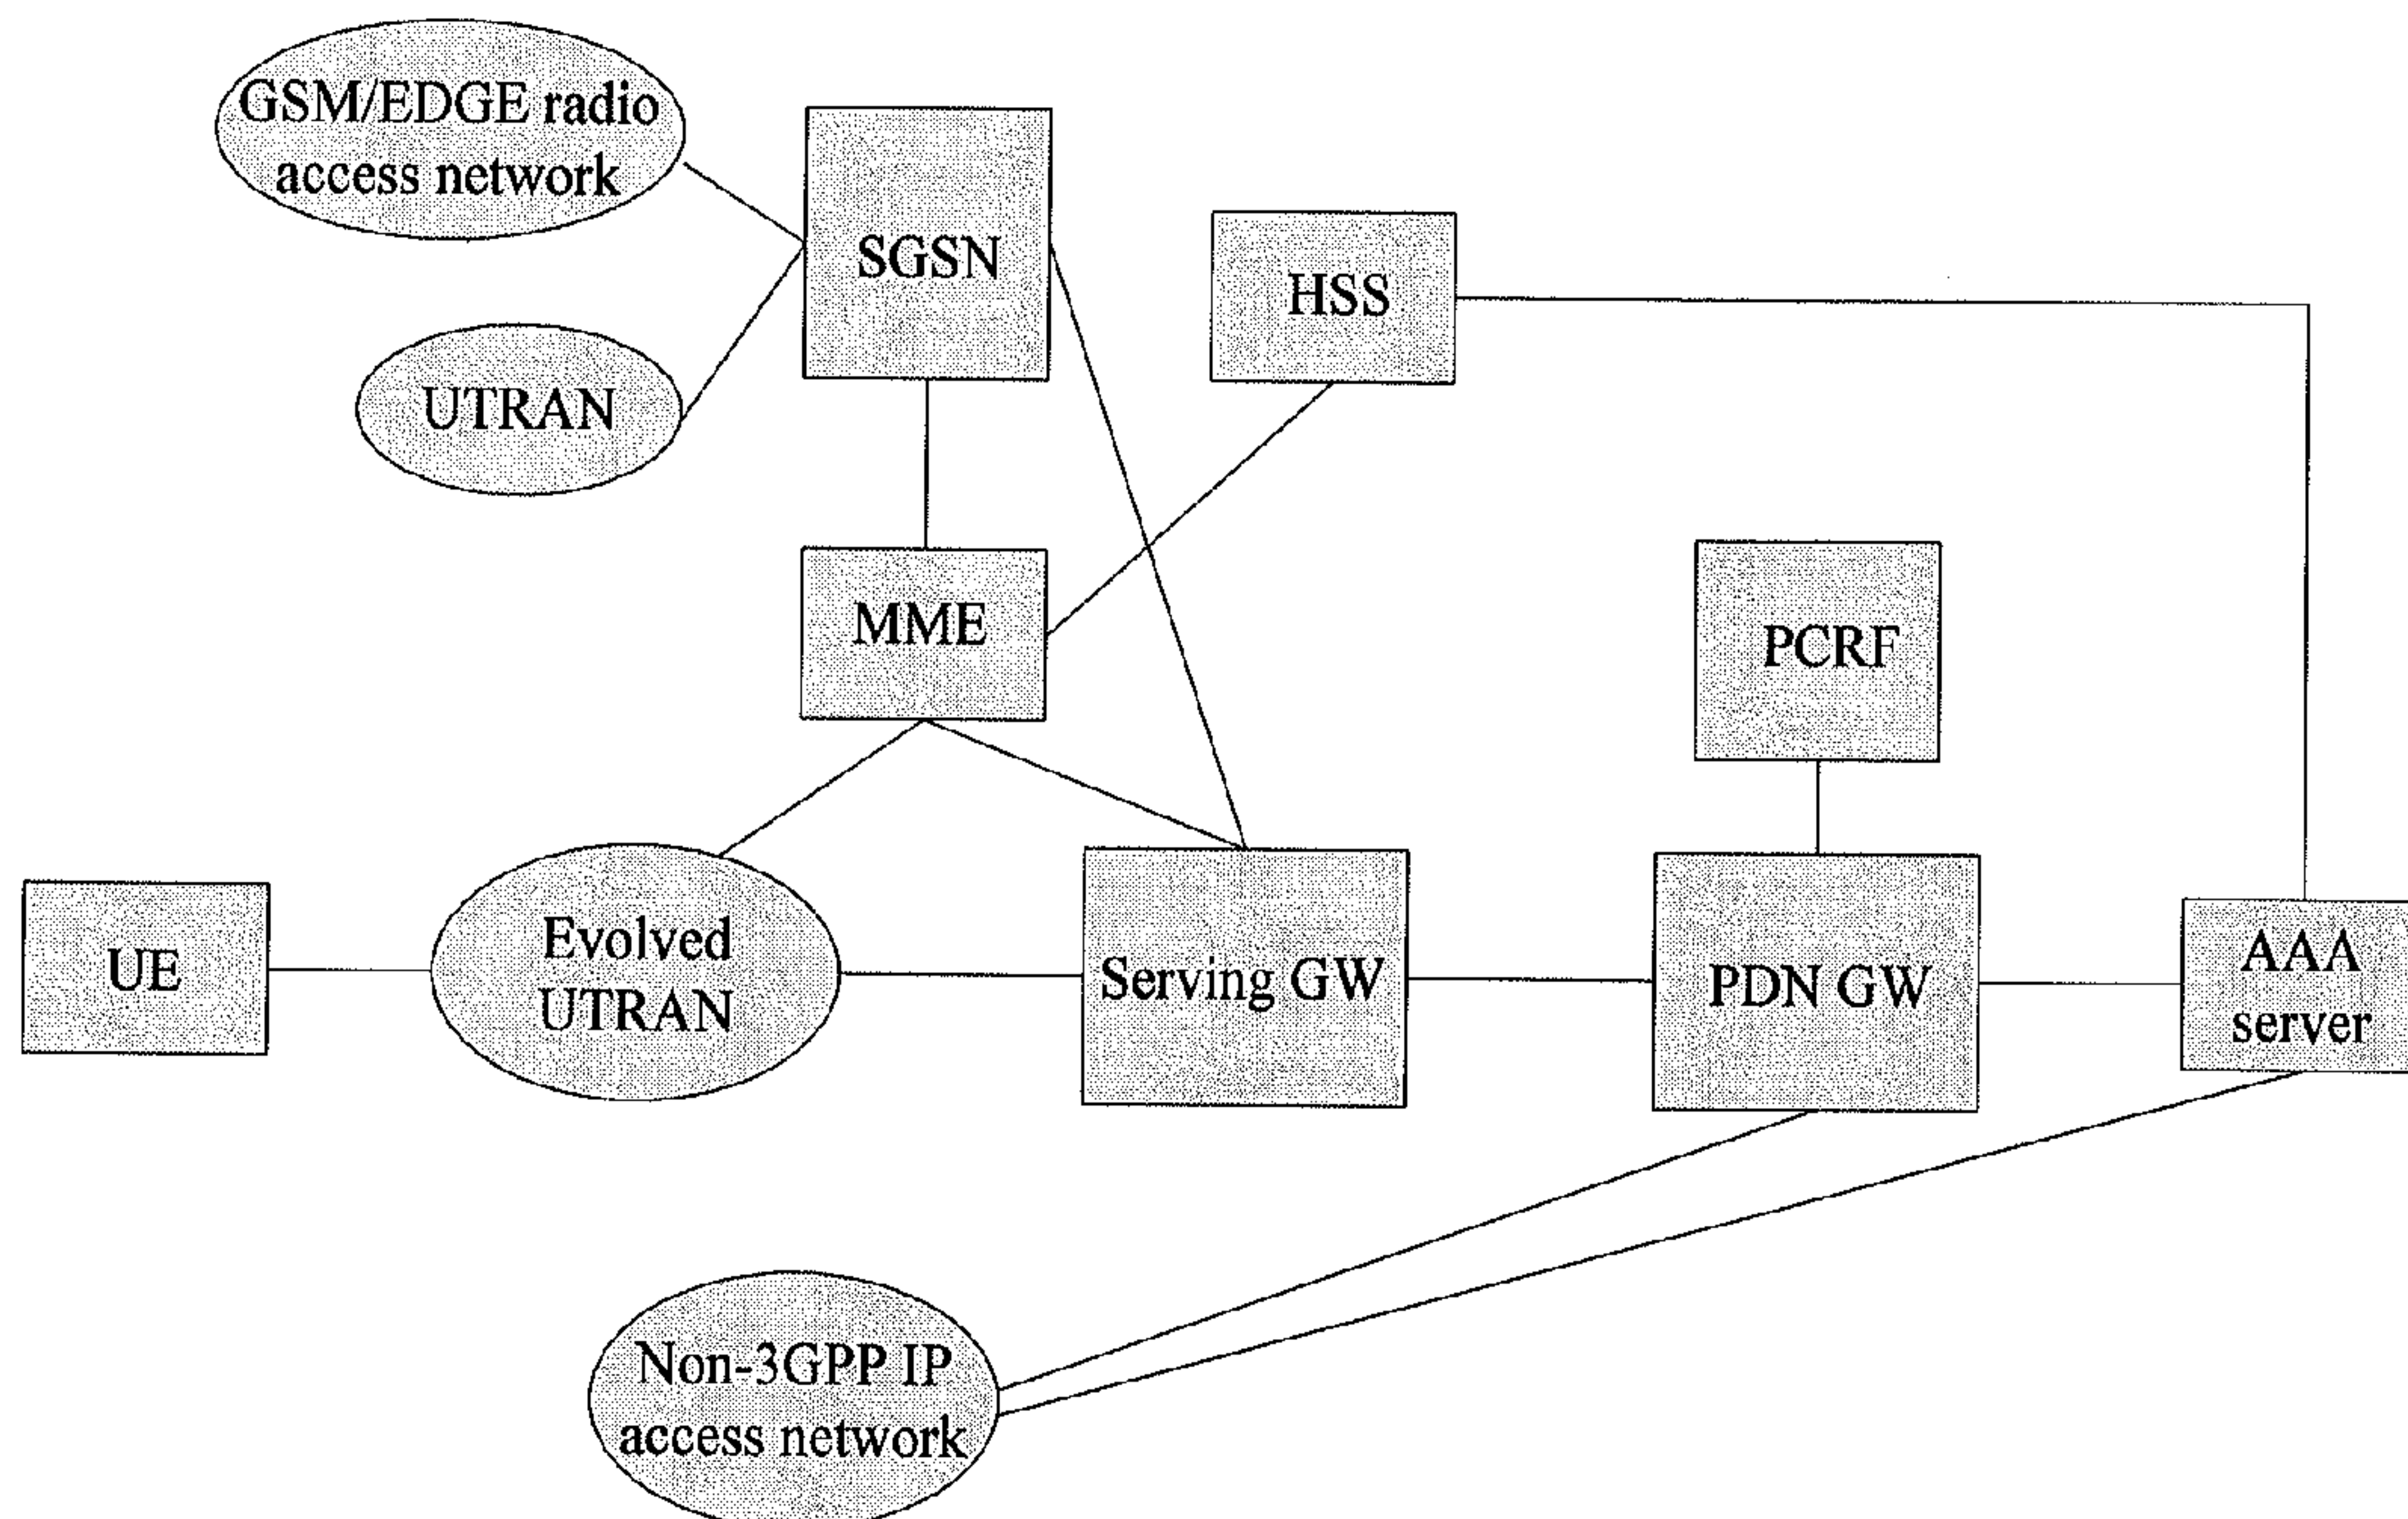 GSM/EDGE radio
access network
SGSN
HSS
UTRAN
MME
PCRF
UE
Evolved
UTRAN
Serving GW
PDN GW
AAA
server
Non-3GPP IP
access network